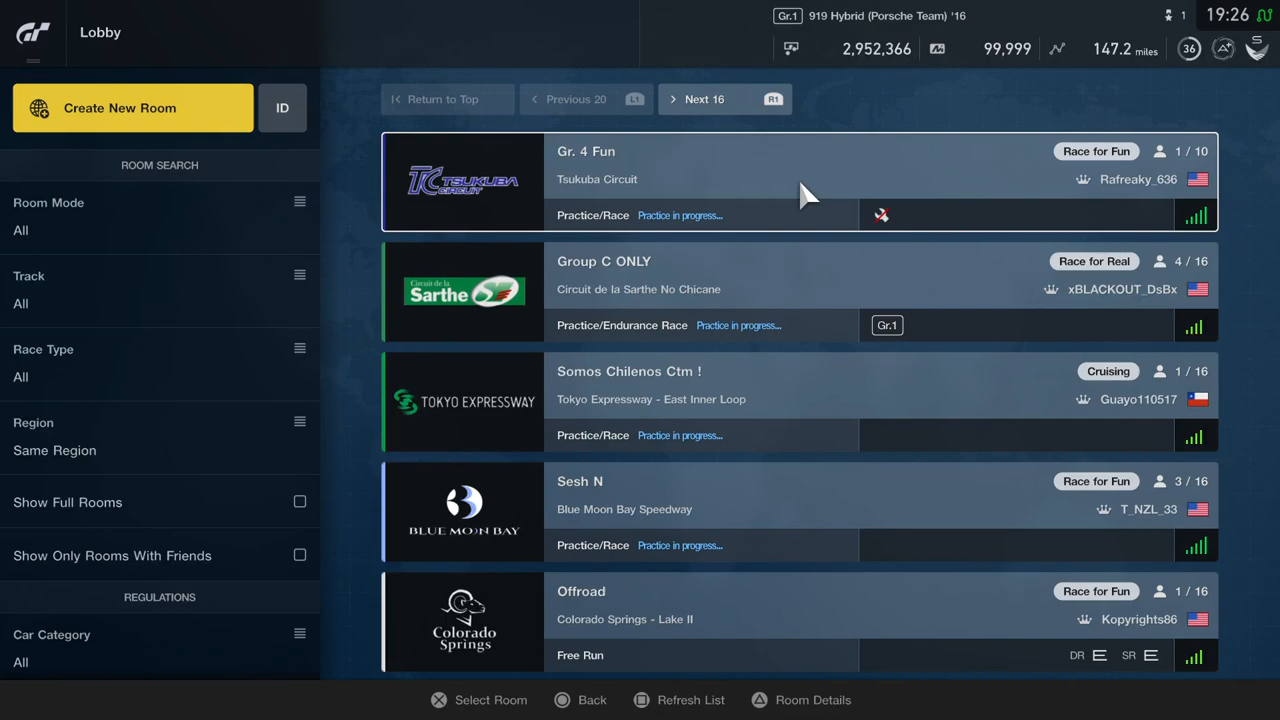 Lobby
Gr.1 919 Hybrid (Porsche Team) '16
1
19:26
2,952,366
99,999
147.2 miles
36
A+
S
Create New Room
ID
ROOM SEARCH
Room Mode
All
Track
All
Race Type
All
Region
Same Region
Show Full Rooms
Show Only Rooms With Friends
REGULATIONS
Car Category
All
Return to Top
Previous 20 L1
Next 16 R1
TC TSUKUBA CIRCUIT
Gr. 4 Fun
Race for Fun 1 / 10
Tsukuba Circuit
Rafreaky_636
Practice/Race Practice in progress...
Circuit de la Sarthe
Group C ONLY
Race for Real 4 / 16
Circuit de la Sarthe No Chicane
xBLACKOUT_DsBx
Practice/Endurance Race Practice in progress...
Gr.1
TOKYO EXPRESSWAY
Somos Chilenos Ctm !
Cruising 1 / 16
Tokyo Expressway - East Inner Loop
Guayo110517
Practice/Race Practice in progress...
BLUE MOON BAY
Sesh N
Race for Fun 3 / 16
Blue Moon Bay Speedway
T_NZL_33
Practice/Race Practice in progress...
Colorado Springs
Offroad
Race for Fun 1 / 16
Colorado Springs - Lake II
Kopyrights86
Free Run
DR E SR E
Select Room
Back
Refresh List
Room Details